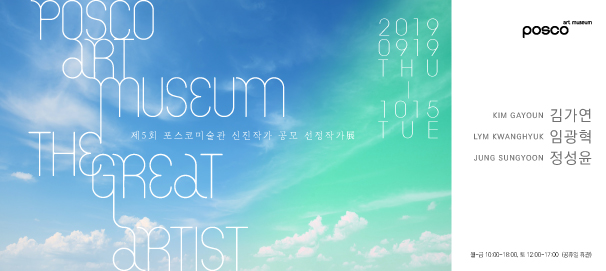 POSCO
ART
MUSEUM
THE
GREAT
ARTIST
제5회 포스코미술관 신진작가 공모 선정작가展
2019
0919
THU
|
1015
TUE
art museum
posco
KIM GAYOUN 김가연
LYM KWANGHYUK 임광혁
JUNG SUNGYOON 정성윤
월-금 10:00-18:00, 토 12:00-17:00 (공휴일 휴관)